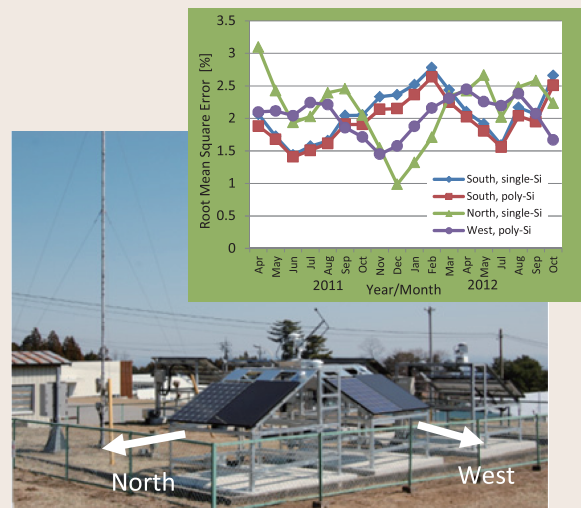 3.5
3
2.5
2
1.5
1
0.5
0
Root Mean Square Error [%]
South, single-Si
South, poly-Si
North, single-Si
West, poly-Si
Apr May Jun Jul Aug Sep Oct Nov Dec Jan Feb Mar Apr May Jul Aug Sep Oct
2011 2012
Year/Month
North
West